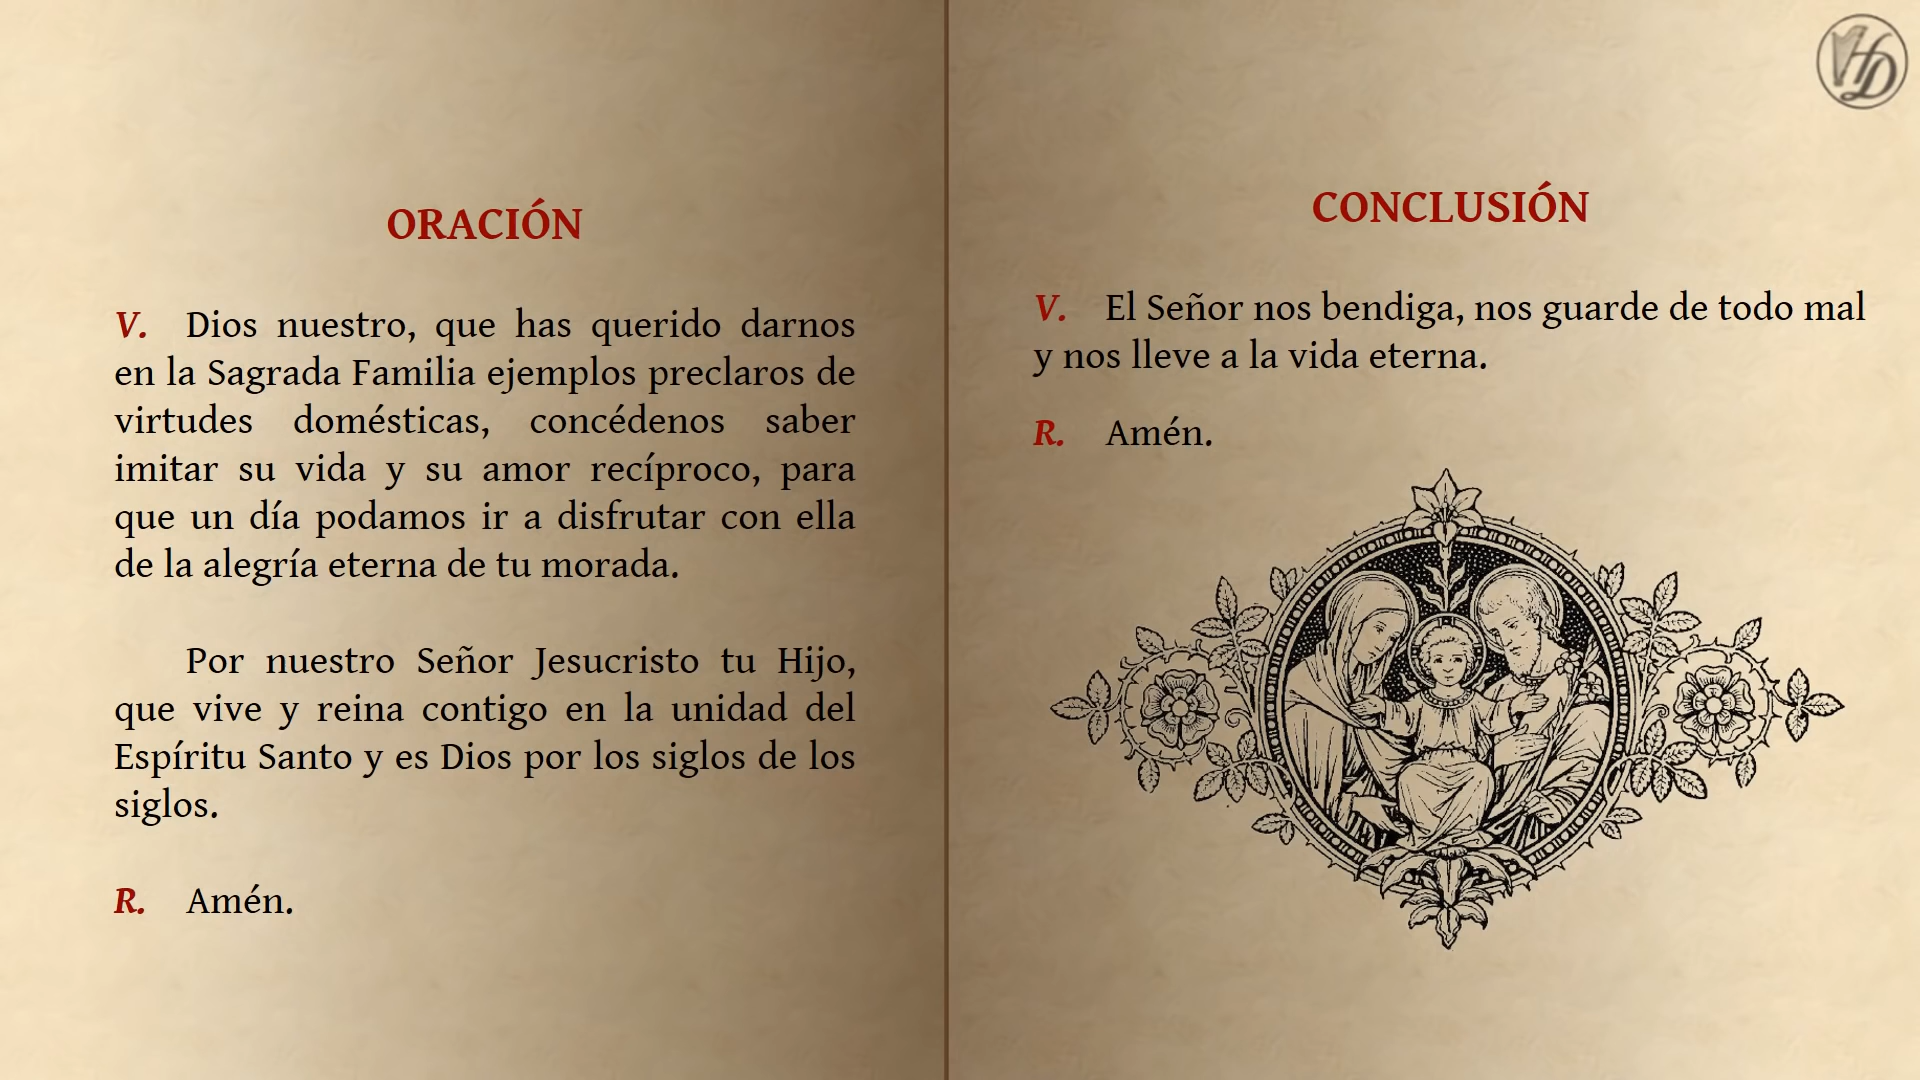 ORACIÓN
V. Dios nuestro, que has querido darnos
en la Sagrada Familia ejemplos preclaros de
virtudes domésticas, concédenos saber
imitar su vida y su amor recíproco, para
que un día podamos ir a disfrutar con ella
de la alegría eterna de tu morada.
Por nuestro Señor Jesucristo tu Hijo,
que vive y reina contigo en la unidad del
Espíritu Santo y es Dios por los siglos de los
siglos.
R. Amén.
HD
CONCLUSIÓN
V. El Señor nos bendiga, nos guarde de todo mal
y nos lleve a la vida eterna.
R. Amén.